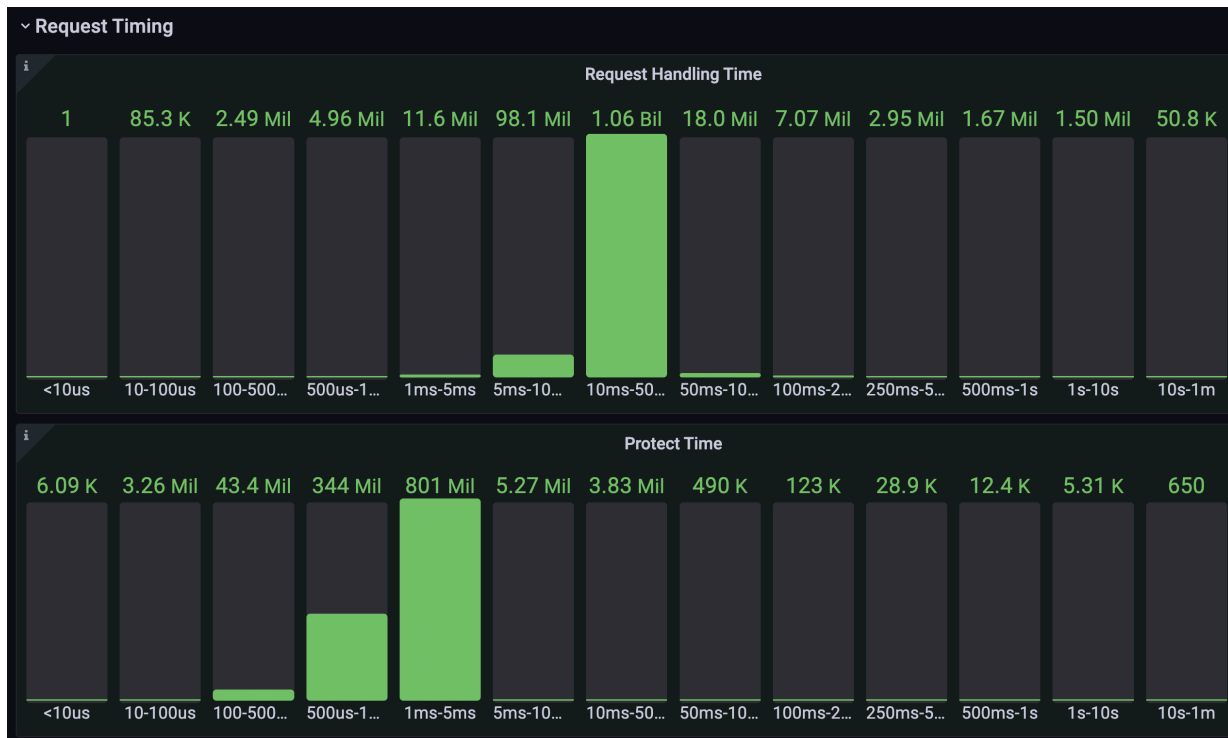 Request Timing
Request Handling Time
1 85.3 K 2.49 Mil 4.96 Mil 11.6 Mil 98.1 Mil 1.06 Bil 18.0 Mil 7.07 Mil 2.95 Mil 1.67 Mil 1.50 Mil 50.8 K
<10us 10-100us 100-500... 500us-1... 1ms-5ms 5ms-10... 10ms-50... 50ms-10... 100ms-2... 250ms-5... 500ms-1s 1s-10s 10s-1m
Protect Time
6.09 K 3.26 Mil 43.4 Mil 344 Mil 801 Mil 5.27 Mil 3.83 Mil 490 K 123 K 28.9 K 12.4 K 5.31 K 650
<10us 10-100us 100-500... 500us-1... 1ms-5ms 5ms-10... 10ms-50... 50ms-10... 100ms-2... 250ms-5... 500ms-1s 1s-10s 10s-1m